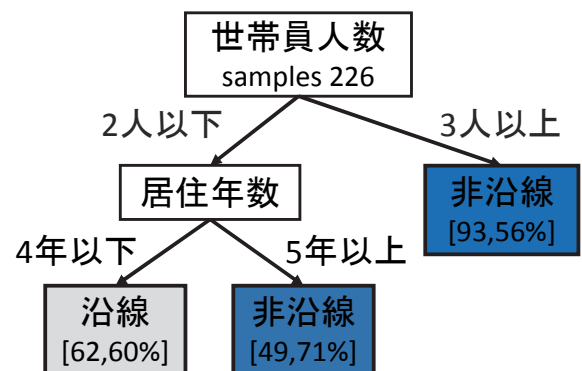 世帯員人数
samples 226
2人以下
3人以上
居住年数
非沿線
[93,56%]
4年以下
5年以上
沿線
[62,60%]
非沿線
[49,71%]